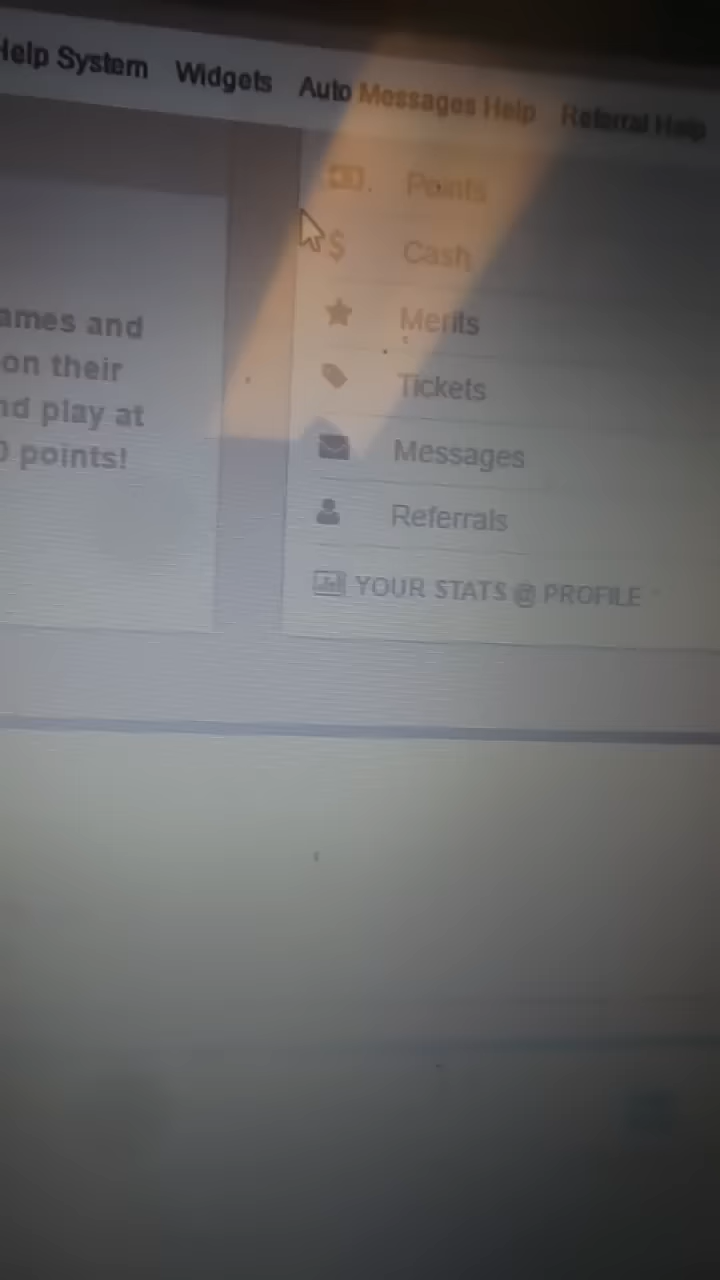 Help System Widgets Auto Messages Help Referral Help
Points
$ Cash
Merits
Tickets
Messages
Referrals
YOUR STATS @ PROFILE
ames and
on their
nd play at
0 points!